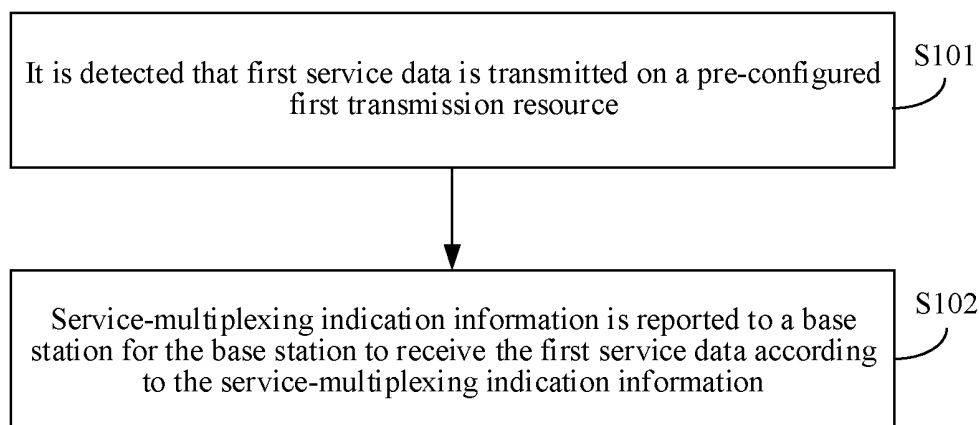 It is detected that first service data is transmitted on a pre-configured
first transmission resource
S101
Service-multiplexing indication information is reported to a base
station for the base station to receive the first service data according
to the service-multiplexing indication information
S102